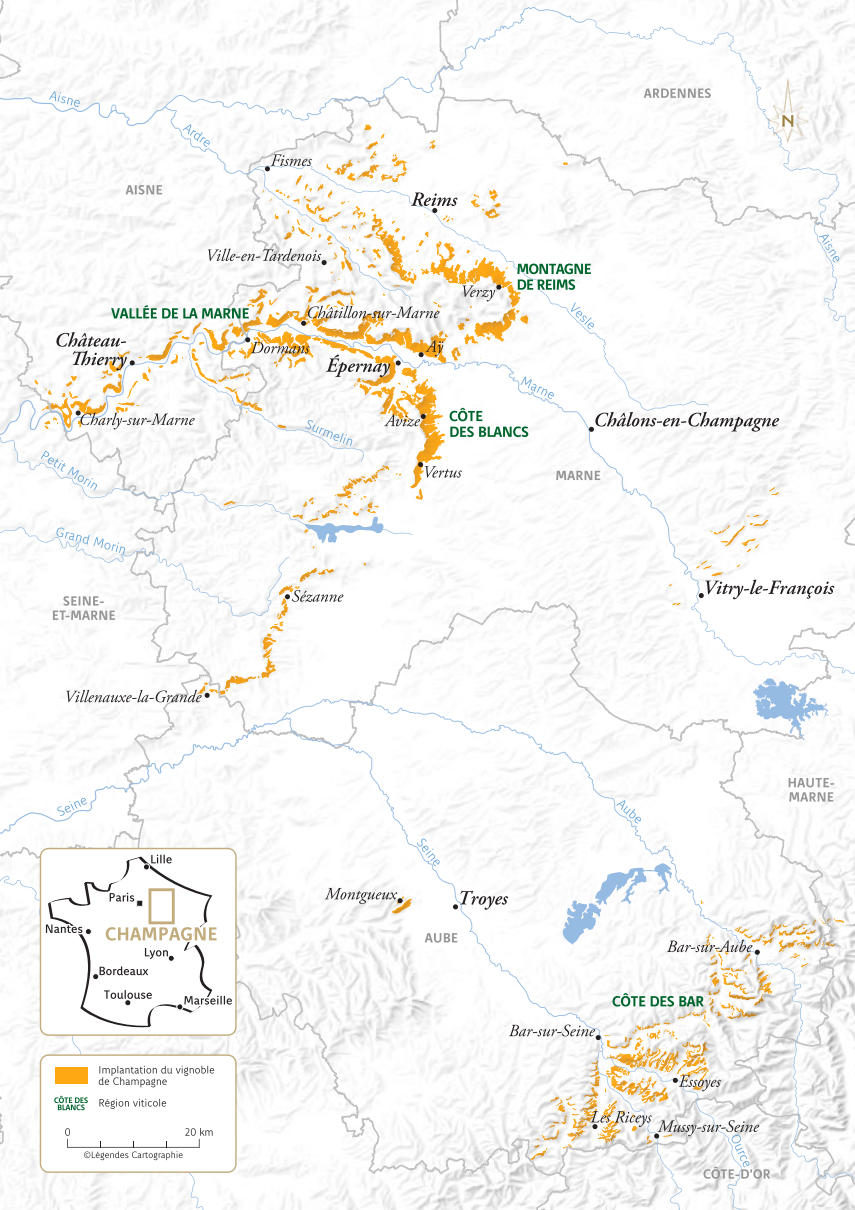 ARDENNES
Aisne
N
Ardre
Fismes
AISNE
Reims
Aisne
Ville-en-Tardenois
MONTAGNE
DE REIMS
Verzy
VALLÉE DE LA MARNE
Châtillon-sur-Marne
Vesle
Château-
Thierry
Dormans
Aÿ
Épernay
Marne
Charly-sur-Marne
Avize
CÔTE
DES BLANCS
Châlons-en-Champagne
Surmelin
Petit Morin
Vertus
MARNE
Grand Morin
Vitry-le-François
SEINE-
ET-MARNE
Sézanne
Villenauxe-la-Grande
HAUTE-
MARNE
Seine
Aube
Seine
Lille
Paris
Nantes
CHAMPAGNE
Lyon
Bordeaux
Toulouse
Marseille
Montgueux
Troyes
AUBE
Bar-sur-Aube
CÔTE DES BAR
Bar-sur-Seine
Essoyes
Les Riceys
Mussy-sur-Seine
Ource
CÔTE-D'OR
Implantation du vignoble
de Champagne
CÔTE DES
BLANCS
Région viticole
0 20 km
©Légendes Cartographie